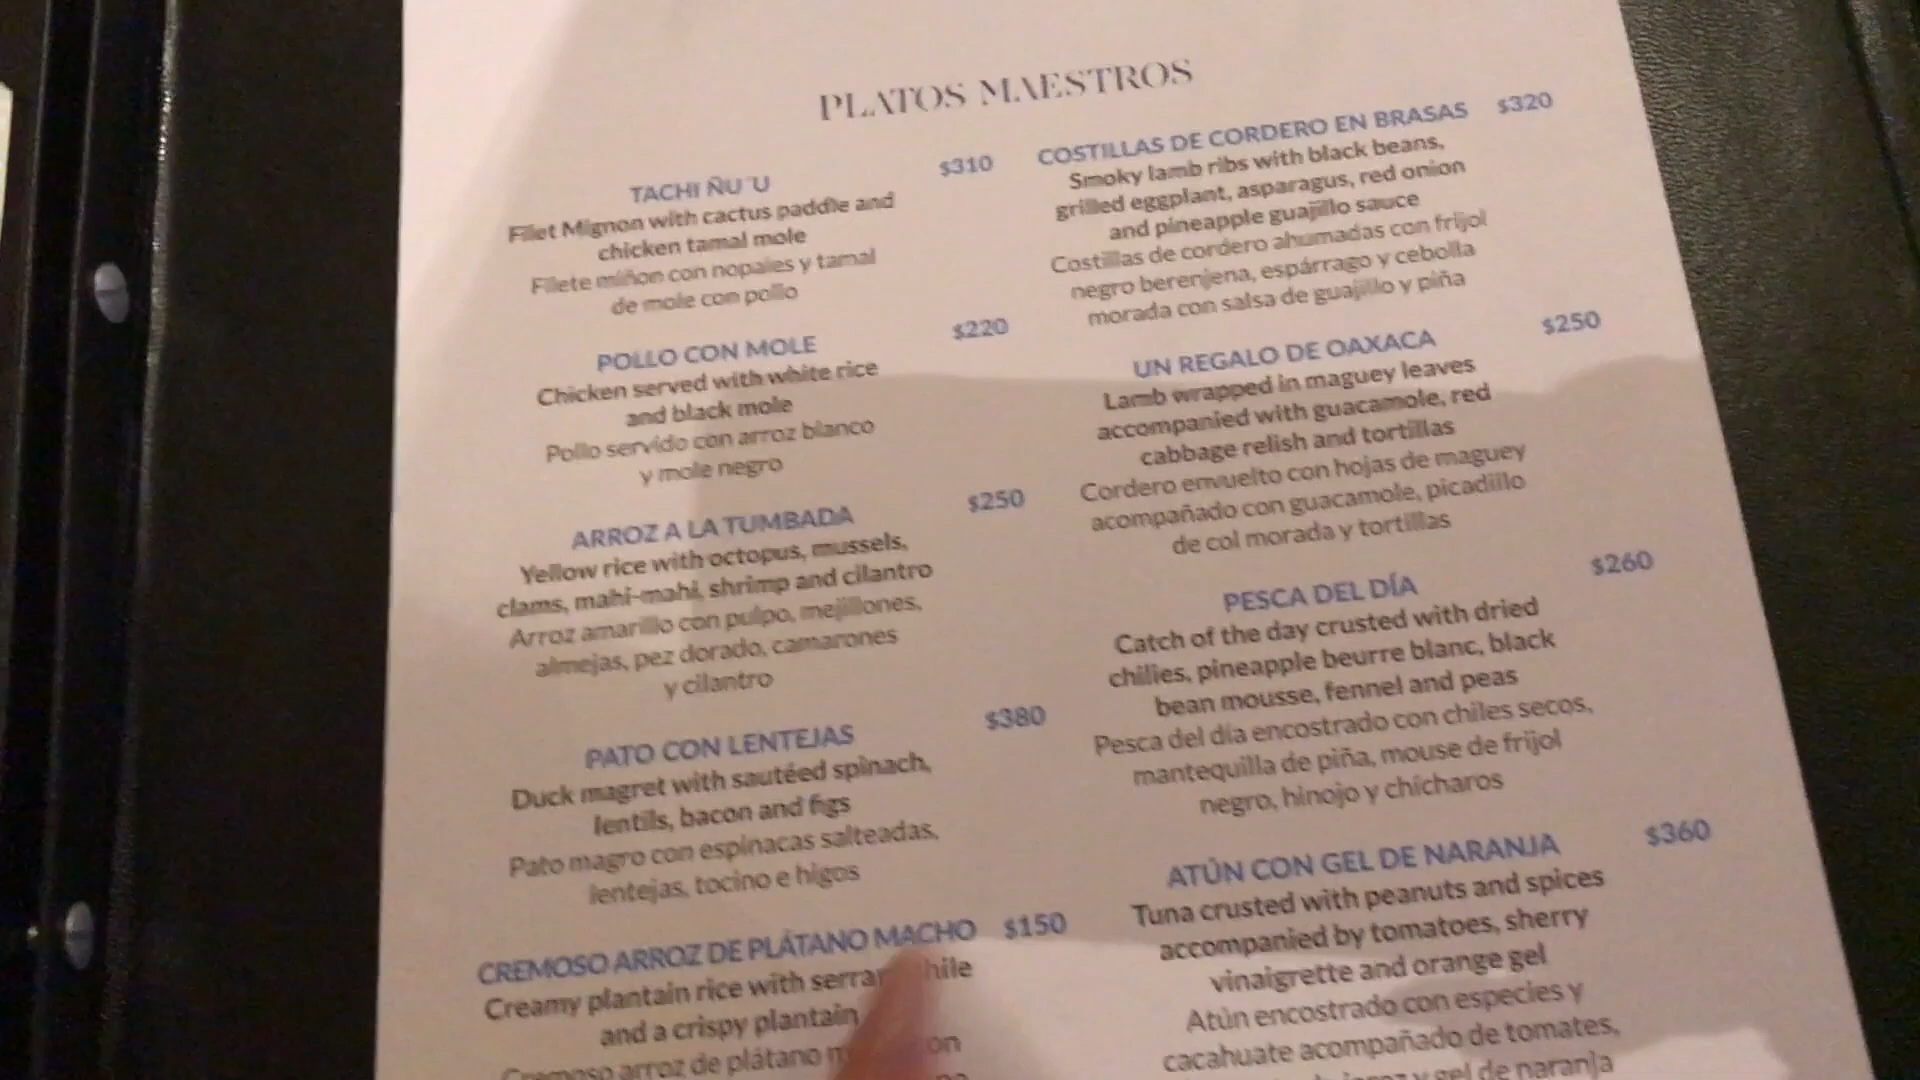 PLATOS MAESTROS
TACHI ÑU´U $310
Filet Mignon with cactus paddle and
chicken tamal mole
Filete miñon con nopales y tamal
de mole con pollo
POLLO CON MOLE $220
Chicken served with white rice
and black mole
Pollo servido con arroz blanco
y mole negro
ARROZ A LA TUMBADA $250
Yellow rice with octopus, mussels,
clams, mahi-mahi, shrimp and cilantro
Arroz amarillo con pulpo, mejillones,
almejas, pez dorado, camarones
y cilantro
PATO CON LENTEJAS $380
Duck magret with sautéed spinach,
lentils, bacon and figs
Pato magro con espinacas salteadas,
lentejas, tocino e higos
CREMOSO ARROZ DE PLÁTANO MACHO $150
Creamy plantain rice with
and a crispy plantain
Cremoso arroz de plátano
COSTILLAS DE CORDERO EN BRASAS $320
Smoky lamb ribs with black beans,
grilled eggplant, asparagus, red onion
and pineapple guajillo sauce
Costillas de cordero ahumadas con frijol
negro berenjena, espárrago y cebolla
morada con salsa de guajillo y piña
UN REGALO DE OAXACA $250
Lamb wrapped in maguey leaves
accompanied with guacamole, red
cabbage relish and tortillas
Cordero envuelto con hojas de maguey
acompañado con guacamole, picadillo
de col morada y tortillas
PESCA DEL DÍA $260
Catch of the day crusted with dried
chilies, pineapple beurre blanc, black
bean mousse, fennel and peas
Pesca del día encostrado con chiles secos,
mantequilla de piña, mouse de frijol
negro, hinojo y chícharos
ATÚN CON GEL DE NARANJA $360
Tuna crusted with peanuts and spices
accompanied by tomatoes, sherry
vinaigrette and orange gel
Atún encostrado con especies y
cacahuate acompañado de tomates,
y gel de naranja